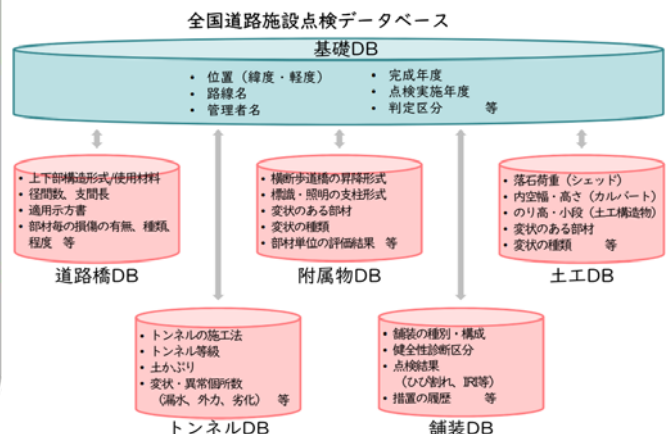 全国道路施設点検データベース
基礎DB
• 位置（緯度・軽度）
• 路線名
• 管理者名
• 完成年度
• 点検実施年度
• 判定区分　　等
• 上下部構造形式/使用材料
• 径間数、支間長
• 適用示方書
• 部材毎の損傷の有無、種類、
程度　等
道路橋DB
• 横断歩道橋の昇降形式
• 標識・照明の支柱形式
• 変状のある部材
• 変状の種類
• 部材単位の評価結果　等
附属物DB
• 落石荷重（シェッド）
• 内空幅・高さ（カルバート）
• のり高・小段（土工構造物）
• 変状のある部材
• 変状の種類　　等
土工DB
• トンネルの施工法
• トンネル等級
• 土かぶり
• 変状・異常個所数
（漏水、外力、劣化）　等
トンネルDB
• 舗装の種別・構成
• 健全性診断区分
• 点検結果
（ひび割れ、IRI等）
• 措置の履歴　　等
舗装DB